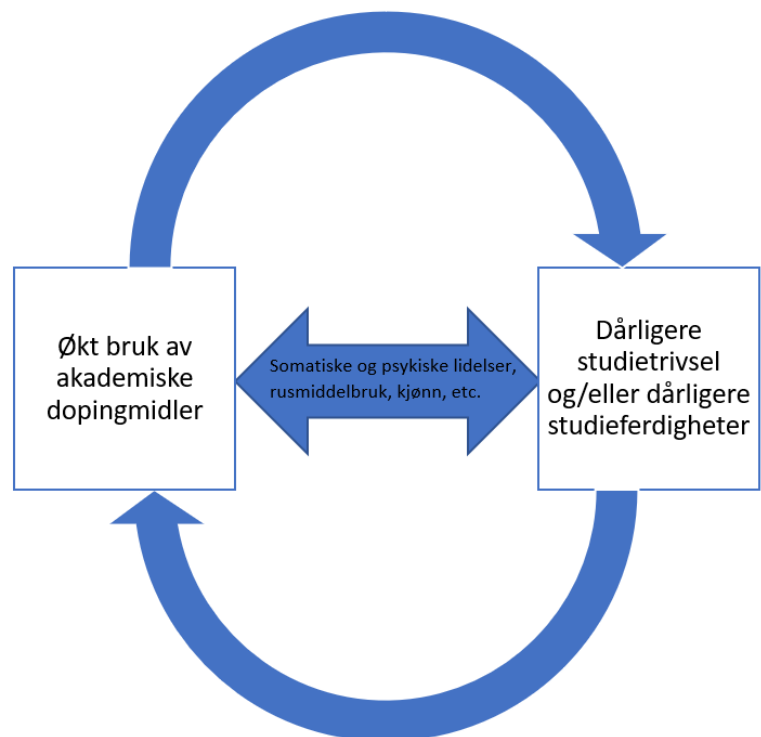 Økt bruk av
akademiske
dopingmidler
Somatiske og psykiske lidelser,
rusmiddelbruk, kjønn, etc.
Dårligere
studietrivsel
og/eller dårligere
studieferdigheter